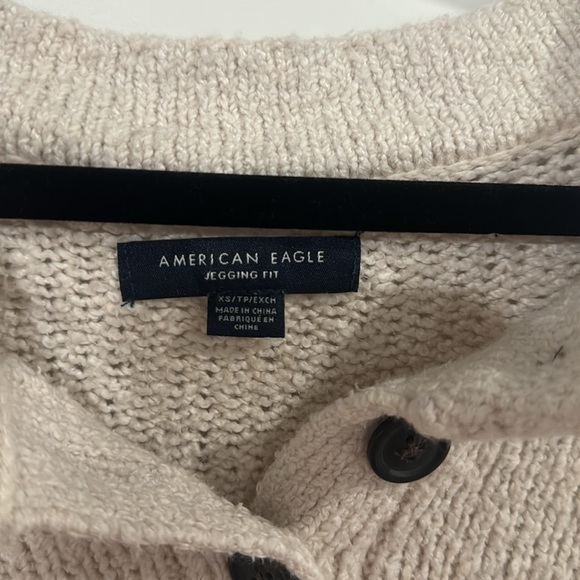 AMERICAN EAGLE
JEGGING FIT
XS/TP/EXCH
MADE IN CHINA
FABRIQUÉ EN
CHINE